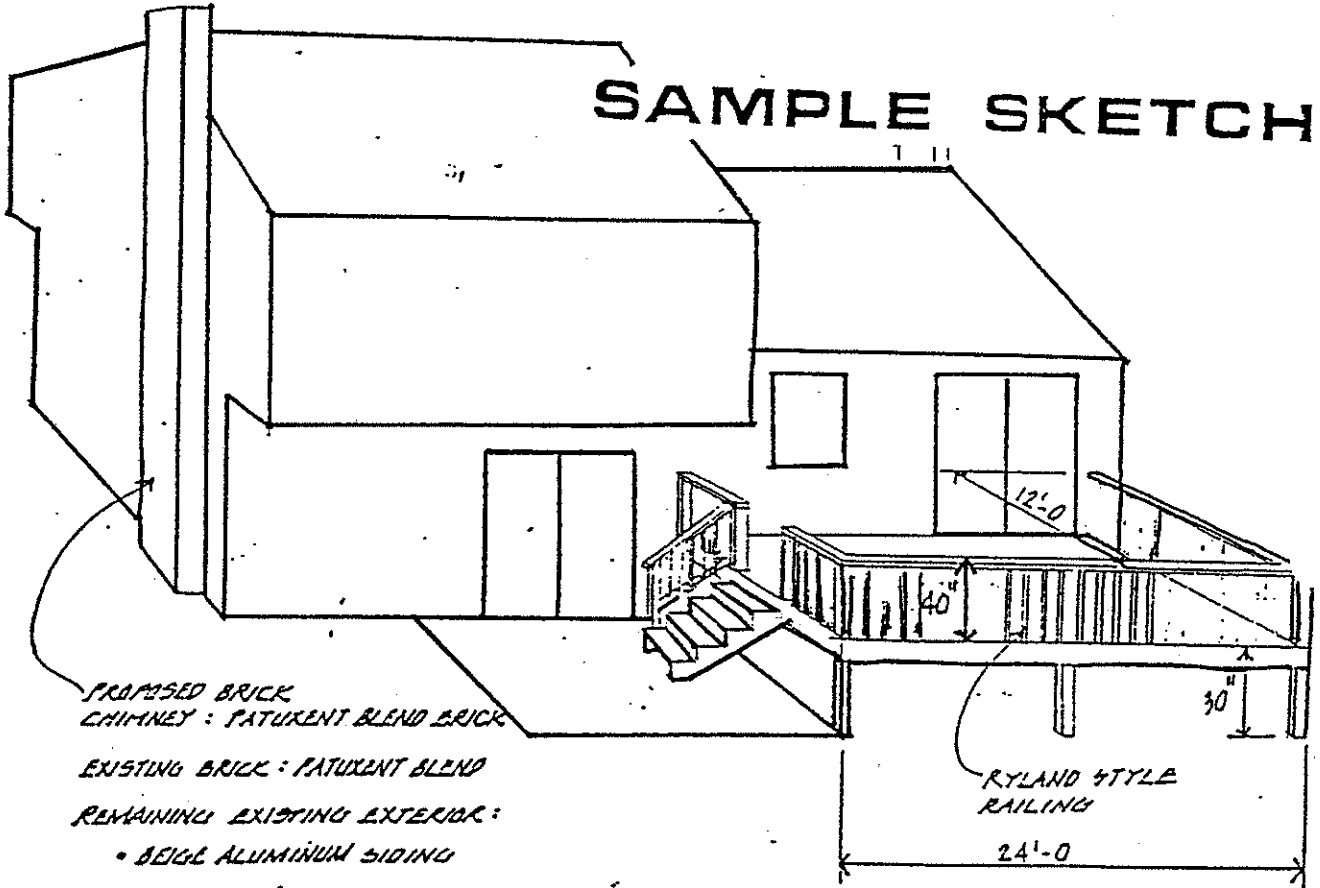 SAMPLE SKETCH
12'-0
40"
30"
PROPOSED BRICK
CHIMNEY : PATUXENT BLEND BRICK
EXISTING BRICK : PATUXENT BLEND
REMAINING EXISTING EXTERIOR :
• BEIGE ALUMINUM SIDING
RYLAND STYLE
RAILING
24'-0